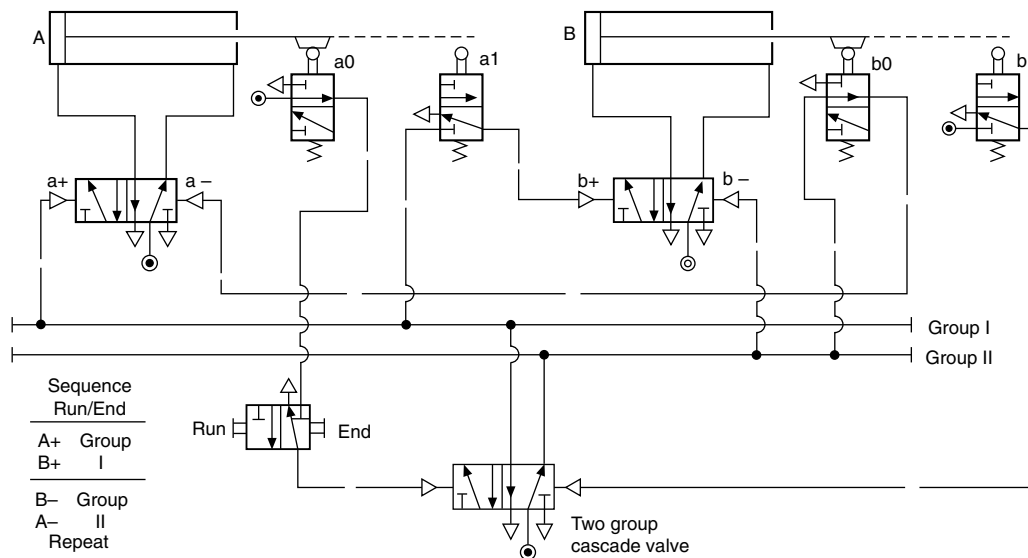 A
a0
a1
B
b0
b
a+
a –
b+
b –
Group I
Group II
Sequence
Run/End
A+ Group
B+ I
B– Group
A– II
Repeat
Run
End
Two group
cascade valve